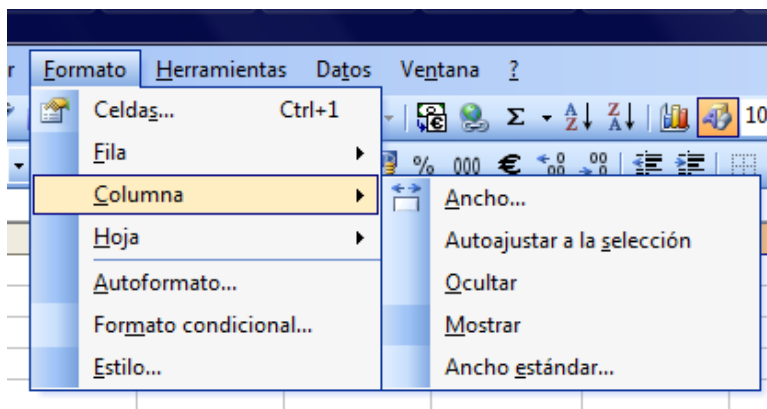 r Formato Herramientas Datos Ventana ?
Celdas... Ctrl+1
Σ A Z Z A 10
Fila
% 000 €
Columna
Ancho...
Hoja
Autoajustar a la selección
Autoformato...
Ocultar
Formato condicional...
Mostrar
Estilo...
Ancho estándar...